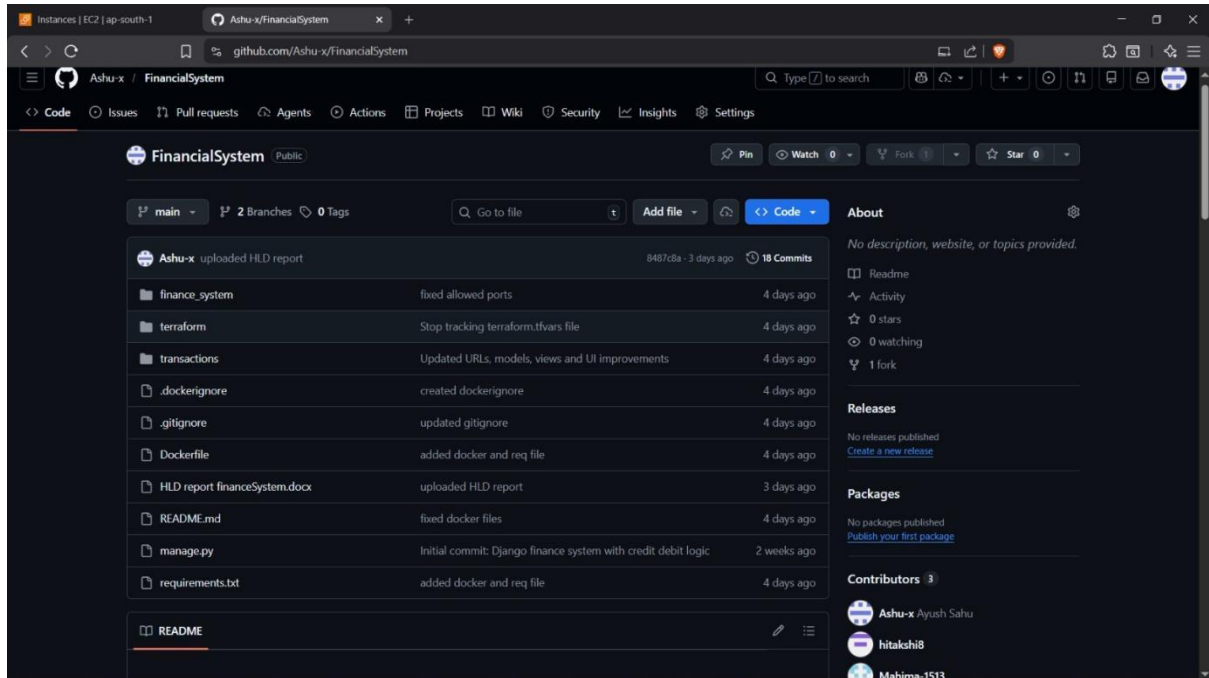 Instances | EC2 | ap-south-1
Ashu-x/FinancialSystem
github.com/Ashu-x/FinancialSystem
Ashu-x / FinancialSystem
Type / to search
Code Issues Pull requests Agents Actions Projects Wiki Security Insights Settings
FinancialSystem Public
Pin Watch 0 Fork 1 Star 0
main 2 Branches 0 Tags Go to file t Add file Code
Ashu-x uploaded HLD report 8487c8a · 3 days ago 18 Commits
finance_system fixed allowed ports 4 days ago
terraform Stop tracking terraform.tfvars file 4 days ago
transactions Updated URLs, models, views and UI improvements 4 days ago
.dockerignore created dockerignore 4 days ago
.gitignore updated gitignore 4 days ago
Dockerfile added docker and req file 4 days ago
HLD report financeSystem.docx uploaded HLD report 3 days ago
README.md fixed docker files 4 days ago
manage.py Initial commit: Django finance system with credit debit logic 2 weeks ago
requirements.txt added docker and req file 4 days ago
README
About
No description, website, or topics provided.
Readme
Activity
0 stars
0 watching
1 fork
Releases
No releases published
Create a new release
Packages
No packages published
Publish your first package
Contributors 3
Ashu-x Ayush Sahu
hitakshi8
Mahima-1513